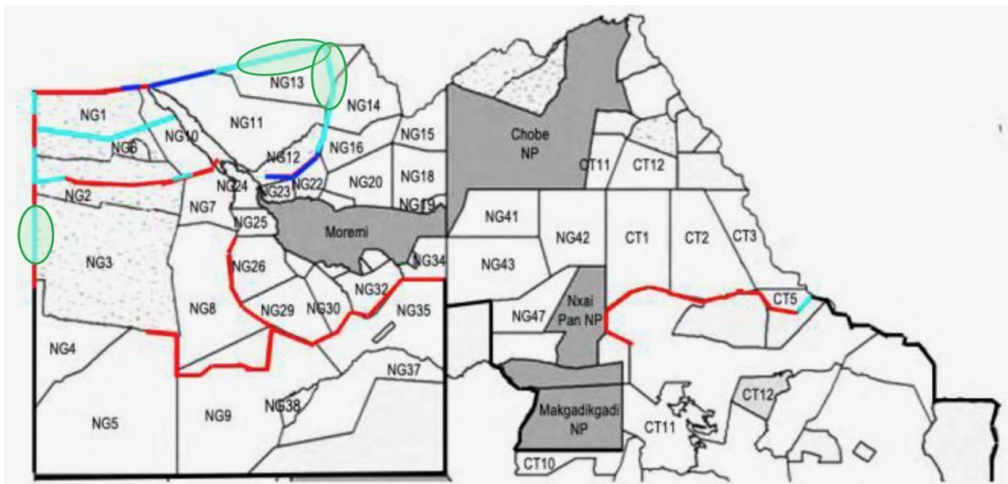 NG13
NG1
NG14
NG11
NG10
NG15
Chobe
NP
NG6
NG12
NG16
CT11
CT12
NG24
NG23
NG22
NG20
NG18
NG2
NG7
NG19
NG25
Moremi
NG41
NG42
CT1
CT2
CT3
NG3
NG26
NG34
NG43
NG32
NG8
NG29
NG30
NG35
CT5
NG47
Nxai
Pan NP
NG4
NG37
CT12
NG5
NG9
NG38
Makgadikgadi
NP
CT11
CT10